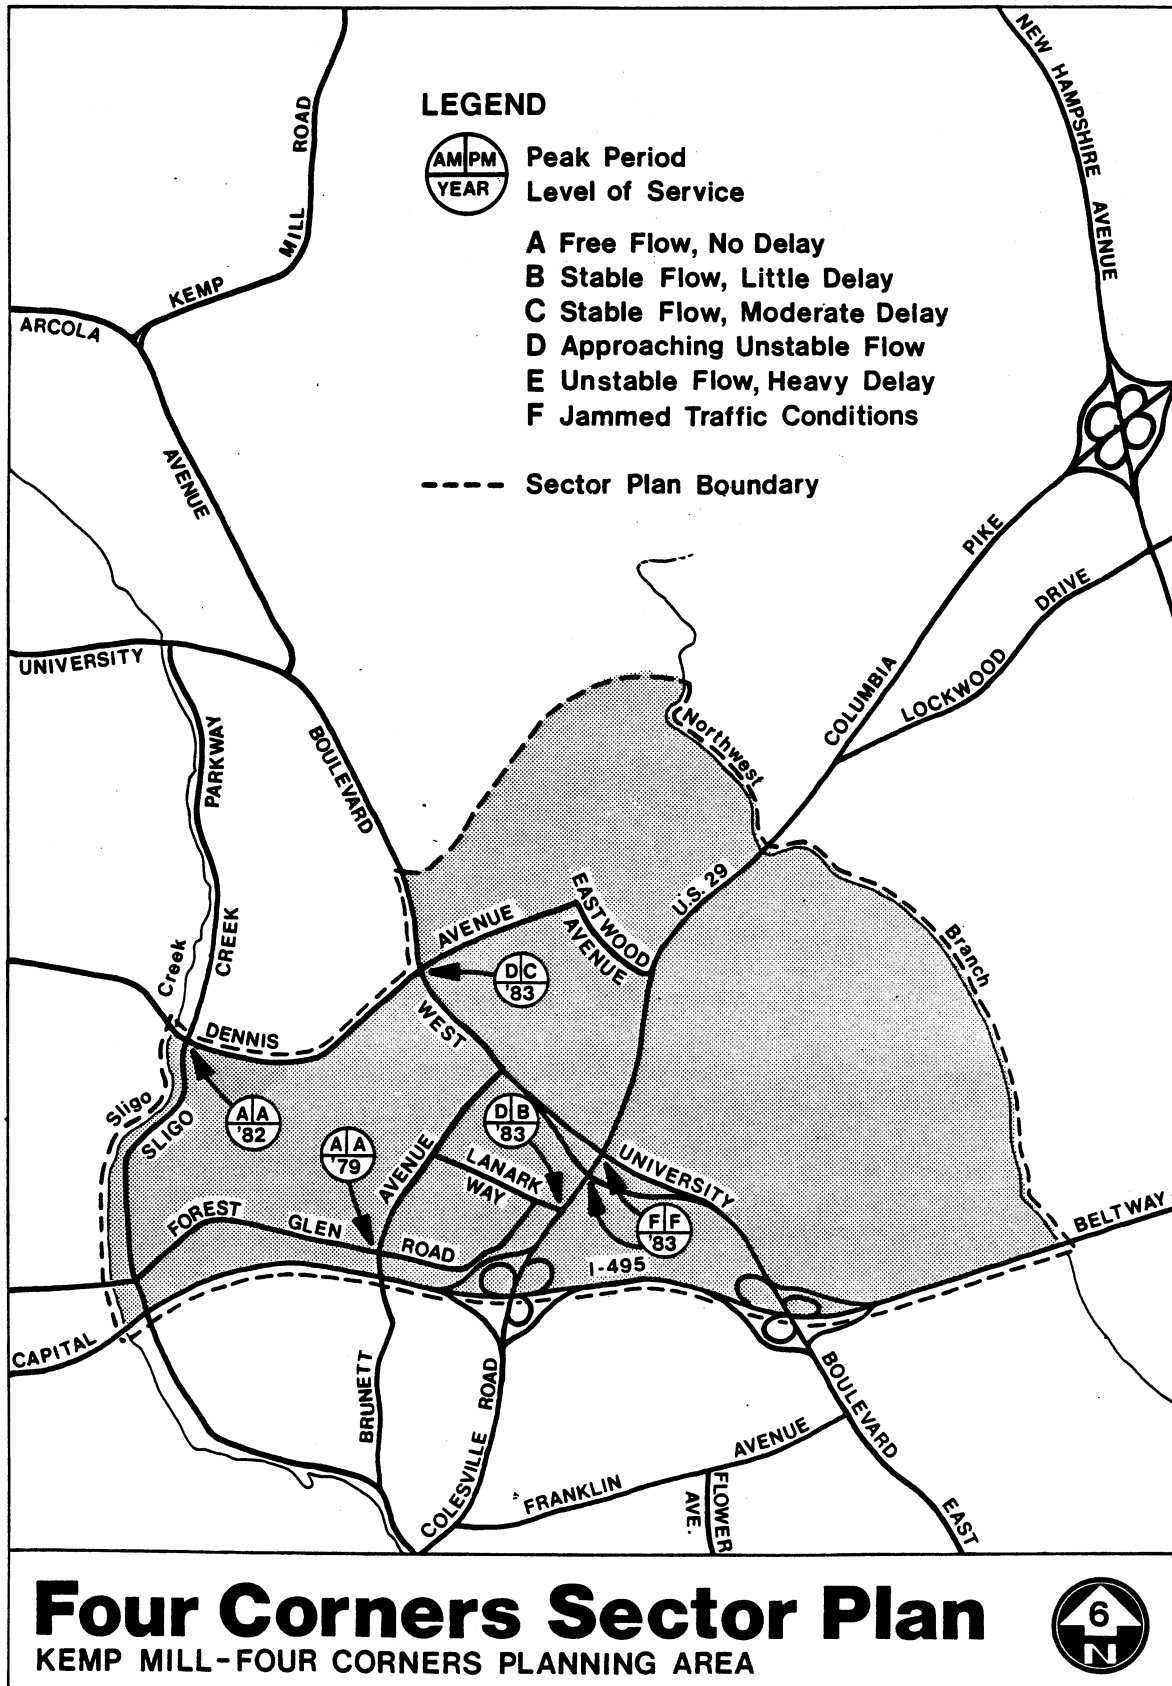 LEGEND
AM PM
YEAR
Peak Period
Level of Service
A Free Flow, No Delay
B Stable Flow, Little Delay
C Stable Flow, Moderate Delay
D Approaching Unstable Flow
E Unstable Flow, Heavy Delay
F Jammed Traffic Conditions
Sector Plan Boundary
NEW HAMPSHIRE AVENUE
KEMP MILL ROAD
ARCOLA
AVENUE
UNIVERSITY
BOULEVARD
WEST
PARKWAY
CREEK
SLIGO
Creek
Sligo
COLUMBIA PIKE
LOCKWOOD DRIVE
Northwest
Branch
U.S. 29
EASTWOOD
AVENUE
AVENUE
DENNIS
D C
'83
A A
'82
A A
'79
D B
'83
F F
'83
AVENUE
LANARK
WAY
UNIVERSITY
FOREST GLEN ROAD
I-495
BELTWAY
CAPITAL
BRUNETT
COLESVILLE ROAD
BOULEVARD
EAST
FRANKLIN AVENUE
FLOWER
AVE.
Four Corners Sector Plan
KEMP MILL-FOUR CORNERS PLANNING AREA
6
N